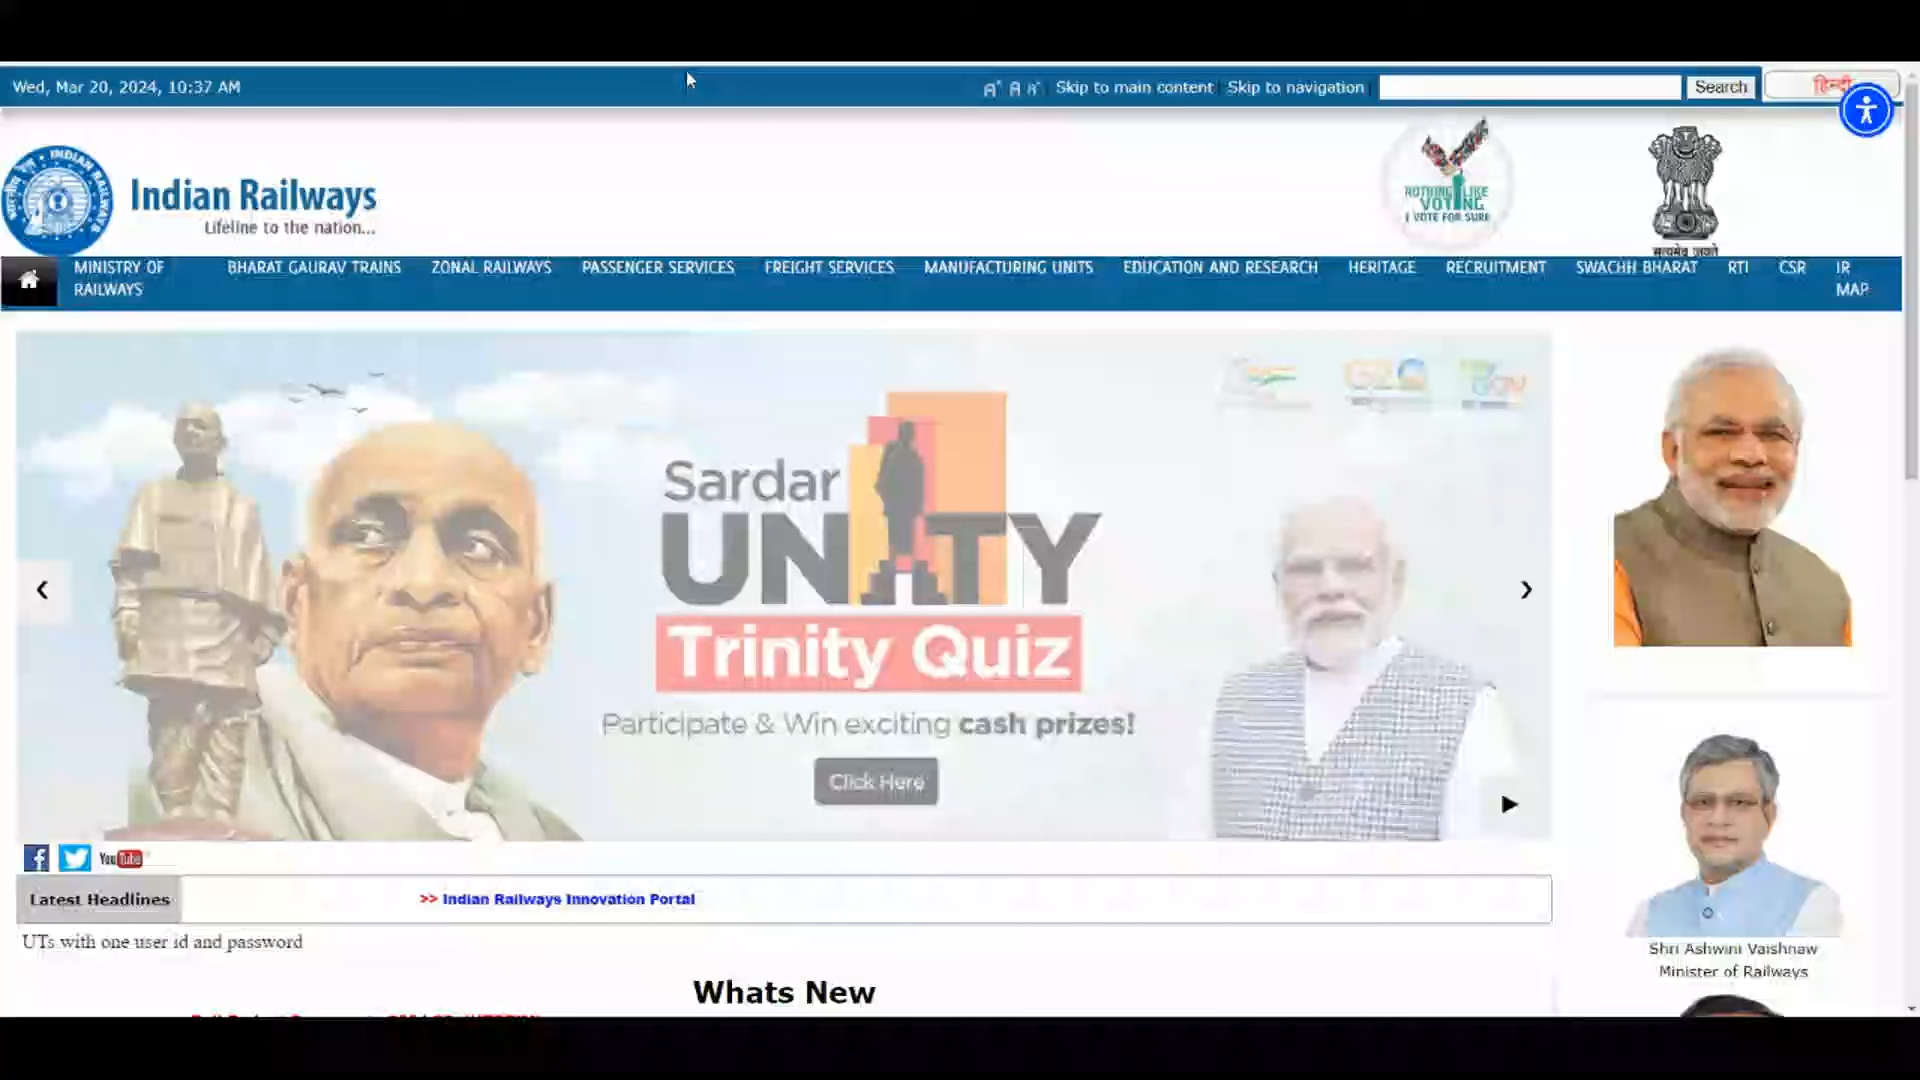 Wed, Mar 20, 2024, 10:37 AM
A+ A A- Skip to main content Skip to navigation Search हिन्दी
NOTHING LIKE
VOTING
I VOTE FOR SURE
Indian Railways
Lifeline to the nation...
सत्यमेव जयते
MINISTRY OF RAILWAYS
BHARAT GAURAV TRAINS
ZONAL RAILWAYS
PASSENGER SERVICES
FREIGHT SERVICES
MANUFACTURING UNITS
EDUCATION AND RESEARCH
HERITAGE
RECRUITMENT
SWACHH BHARAT
RTI
CSR
IR MAP
Sardar
UNITY
Trinity Quiz
Participate & Win exciting cash prizes!
Click Here
You Tube
Latest Headlines
>> Indian Railways Innovation Portal
UTs with one user id and password
Shri Ashwini Vaishnaw
Minister of Railways
Whats New